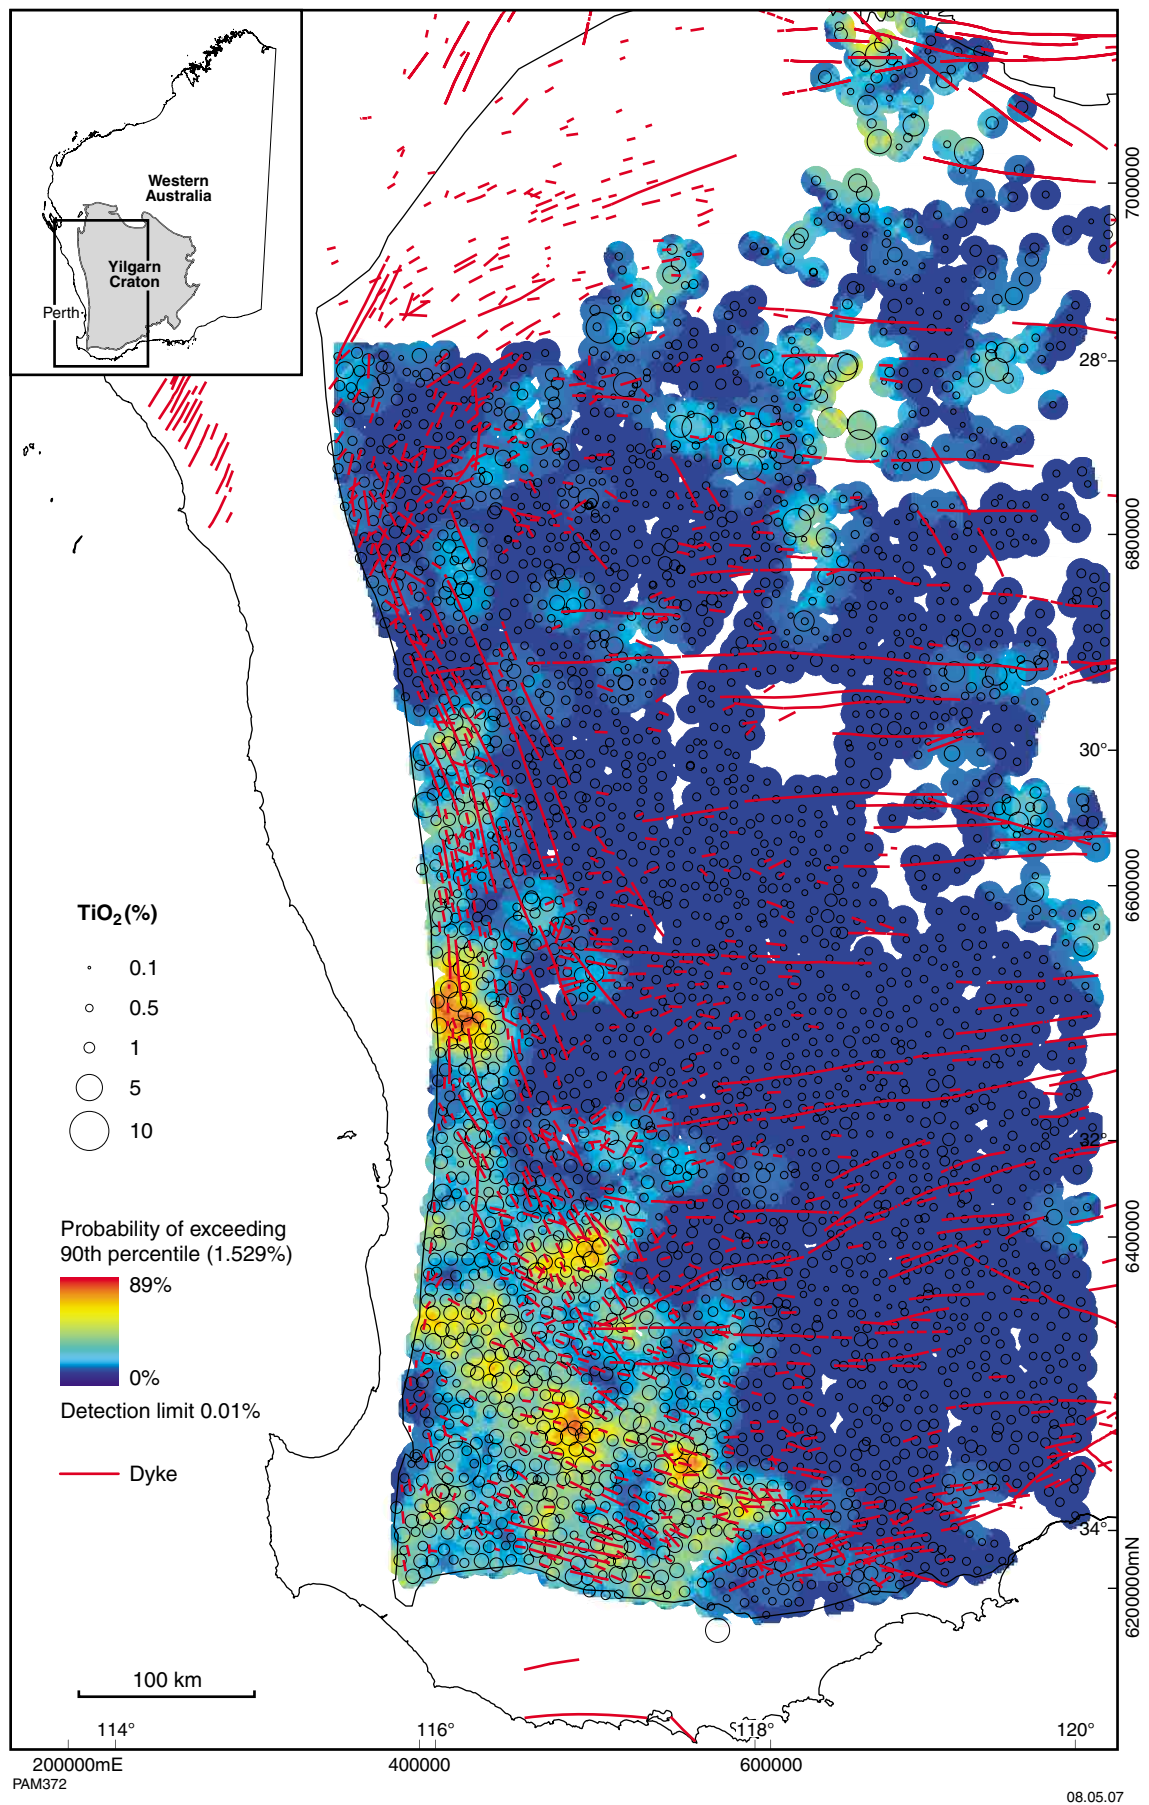 Western
Australia
Yilgarn
Craton
Perth
7000000
28°
6800000
30°
6600000
32°
6400000
34°
6200000mN
TiO2(%)
0.1
0.5
1
5
10
Probability of exceeding
90th percentile (1.529%)
89%
0%
Detection limit 0.01%
Dyke
100 km
114°
116°
118°
120°
200000mE
400000
600000
PAM372
08.05.07